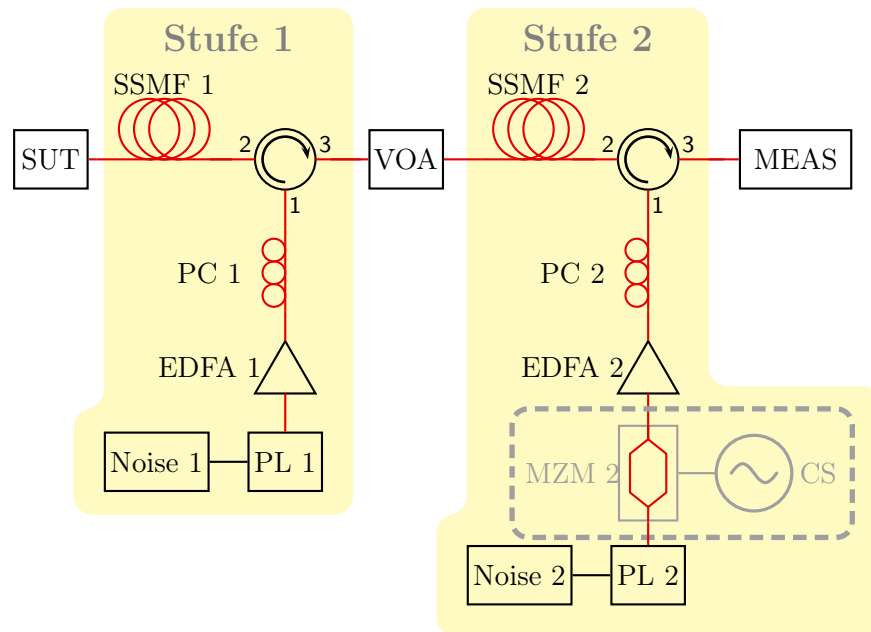 Stufe 1
Stufe 2
SSMF 1
SSMF 2
SUT
2
3
VOA
2
3
MEAS
1
1
PC 1
PC 2
EDFA 1
EDFA 2
Noise 1
PL 1
MZM 2
CS
Noise 2
PL 2